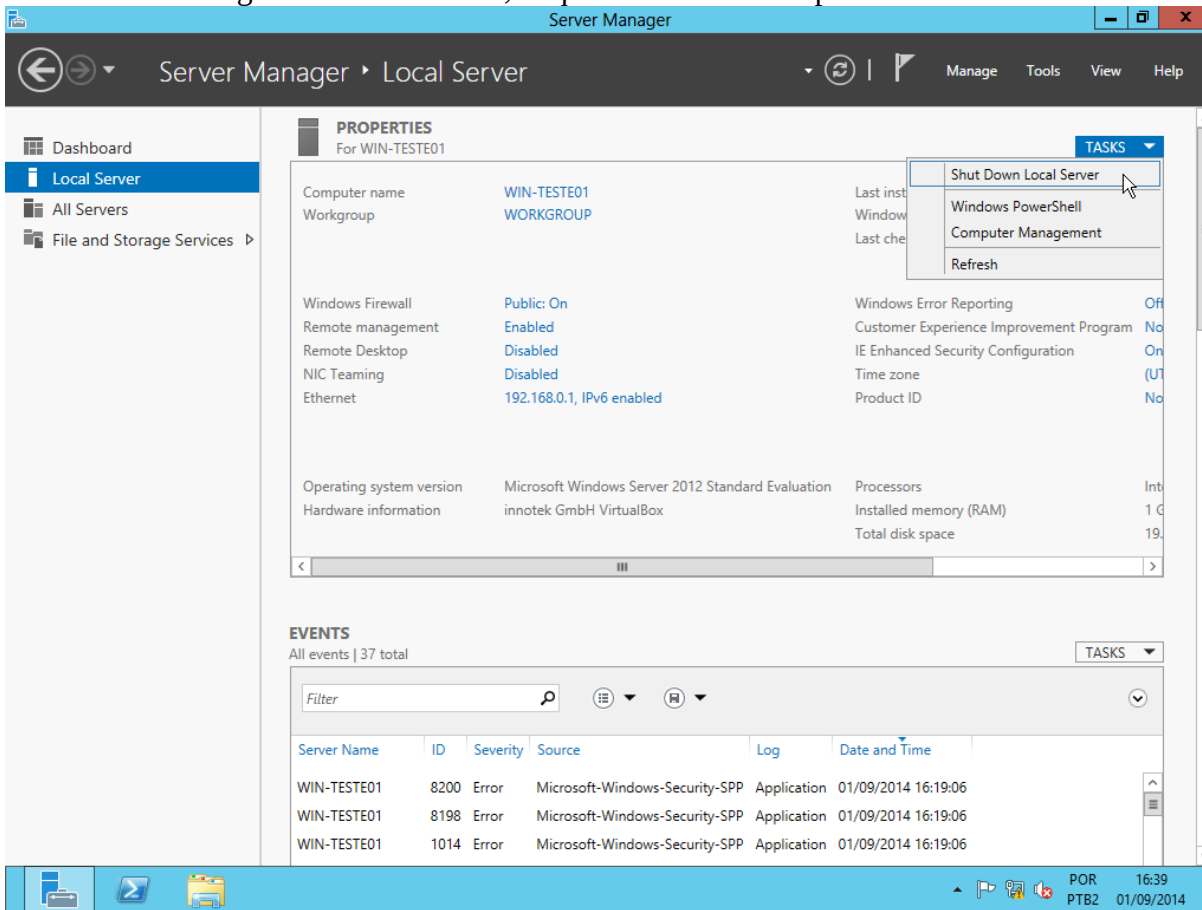 Server Manager
Server Manager • Local Server
Manage Tools View Help
Dashboard
Local Server
All Servers
File and Storage Services
PROPERTIES
For WIN-TESTE01
TASKS
Shut Down Local Server
Windows PowerShell
Computer Management
Refresh
Computer name WIN-TESTE01 Last inst
Workgroup WORKGROUP Window
Last che
Windows Firewall Public: On Windows Error Reporting Off
Remote management Enabled Customer Experience Improvement Program No
Remote Desktop Disabled IE Enhanced Security Configuration On
NIC Teaming Disabled Time zone (UT
Ethernet 192.168.0.1, IPv6 enabled Product ID No
Operating system version Microsoft Windows Server 2012 Standard Evaluation Processors Int
Hardware information innotek GmbH VirtualBox Installed memory (RAM) 1 G
Total disk space 19.
EVENTS
All events | 37 total
TASKS
Filter
Server Name ID Severity Source Log Date and Time
WIN-TESTE01 8200 Error Microsoft-Windows-Security-SPP Application 01/09/2014 16:19:06
WIN-TESTE01 8198 Error Microsoft-Windows-Security-SPP Application 01/09/2014 16:19:06
WIN-TESTE01 1014 Error Microsoft-Windows-Security-SPP Application 01/09/2014 16:19:06
POR 16:39
PTB2 01/09/2014